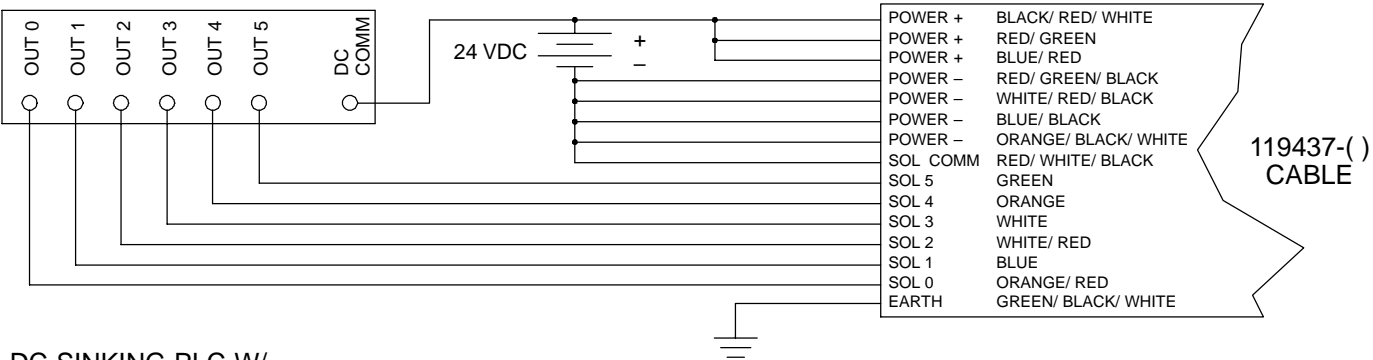 OUT 0
OUT 1
OUT 2
OUT 3
OUT 4
OUT 5
DC
COMM
24 VDC
+
–
POWER + BLACK/ RED/ WHITE
POWER + RED/ GREEN
POWER + BLUE/ RED
POWER – RED/ GREEN/ BLACK
POWER – WHITE/ RED/ BLACK
POWER – BLUE/ BLACK
POWER – ORANGE/ BLACK/ WHITE
SOL COMM RED/ WHITE/ BLACK
SOL 5 GREEN
SOL 4 ORANGE
SOL 3 WHITE
SOL 2 WHITE/ RED
SOL 1 BLUE
SOL 0 ORANGE/ RED
EARTH GREEN/ BLACK/ WHITE
119437-( )
CABLE
DC SINKING PLC W/